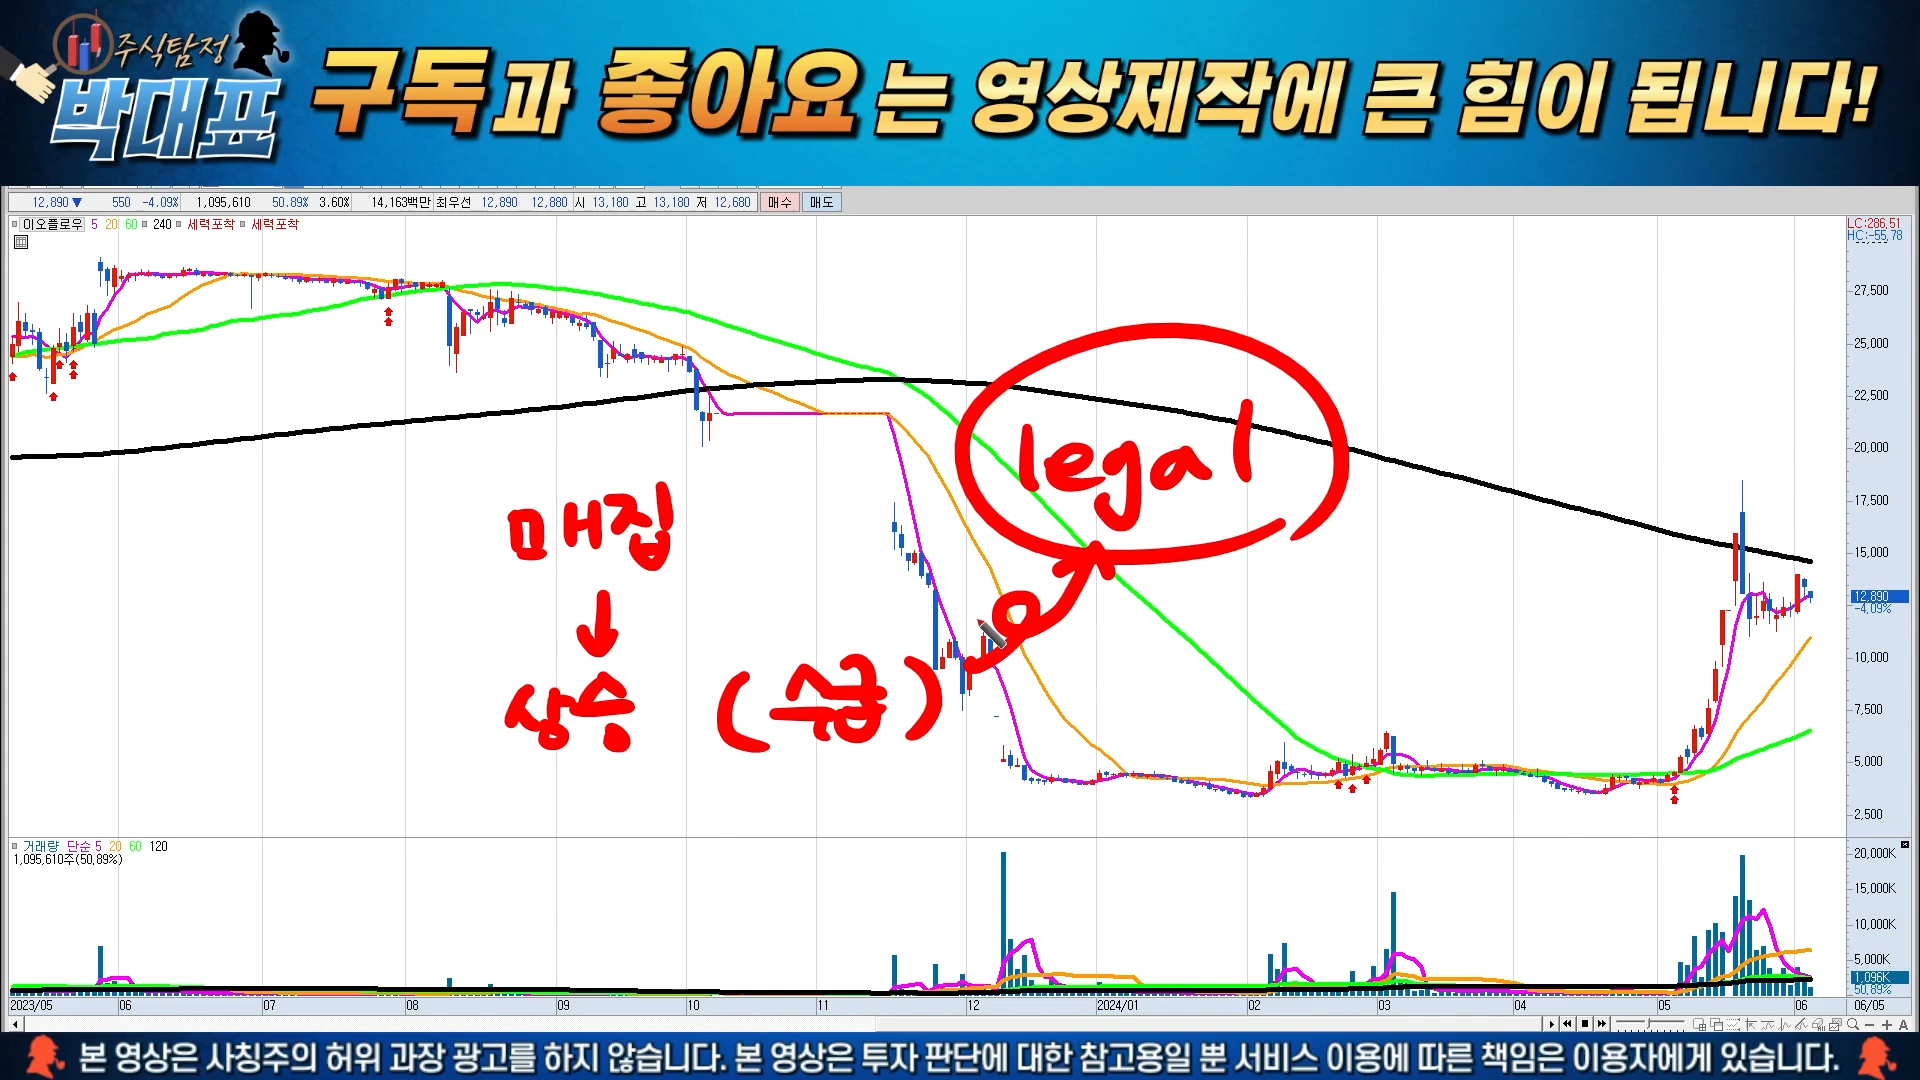 주식탐정
박대표
구독과 좋아요는 영상제작에 큰 힘이 됩니다!
12,890 ▼ 550 -4.09% 1,095,610 50.89% 3.60% 14,163백만 최우선 12,890 12,880 시 13,180 고 13,180 저 12,680 매수 매도
이오플로우 5 20 60 240 세력포착 세력포착
LC:286.51
HC:-55.78
27,500
25,000
22,500
20,000
17,500
15,000
12,890
-4.09%
10,000
7,500
5,000
2,500
legal
매집
↓
상승 (수급)
거래량 단순 5 20 60 120
1,095,610주(50.89%)
20,000K
15,000K
10,000K
5,000K
1,096K
50.89%
2023/05 06 07 08 09 10 11 12 2024/01 02 03 04 05 06 06/05
A
본 영상은 사칭주의 허위 과장 광고를 하지 않습니다. 본 영상은 투자 판단에 대한 참고용일 뿐 서비스 이용에 따른 책임은 이용자에게 있습니다.